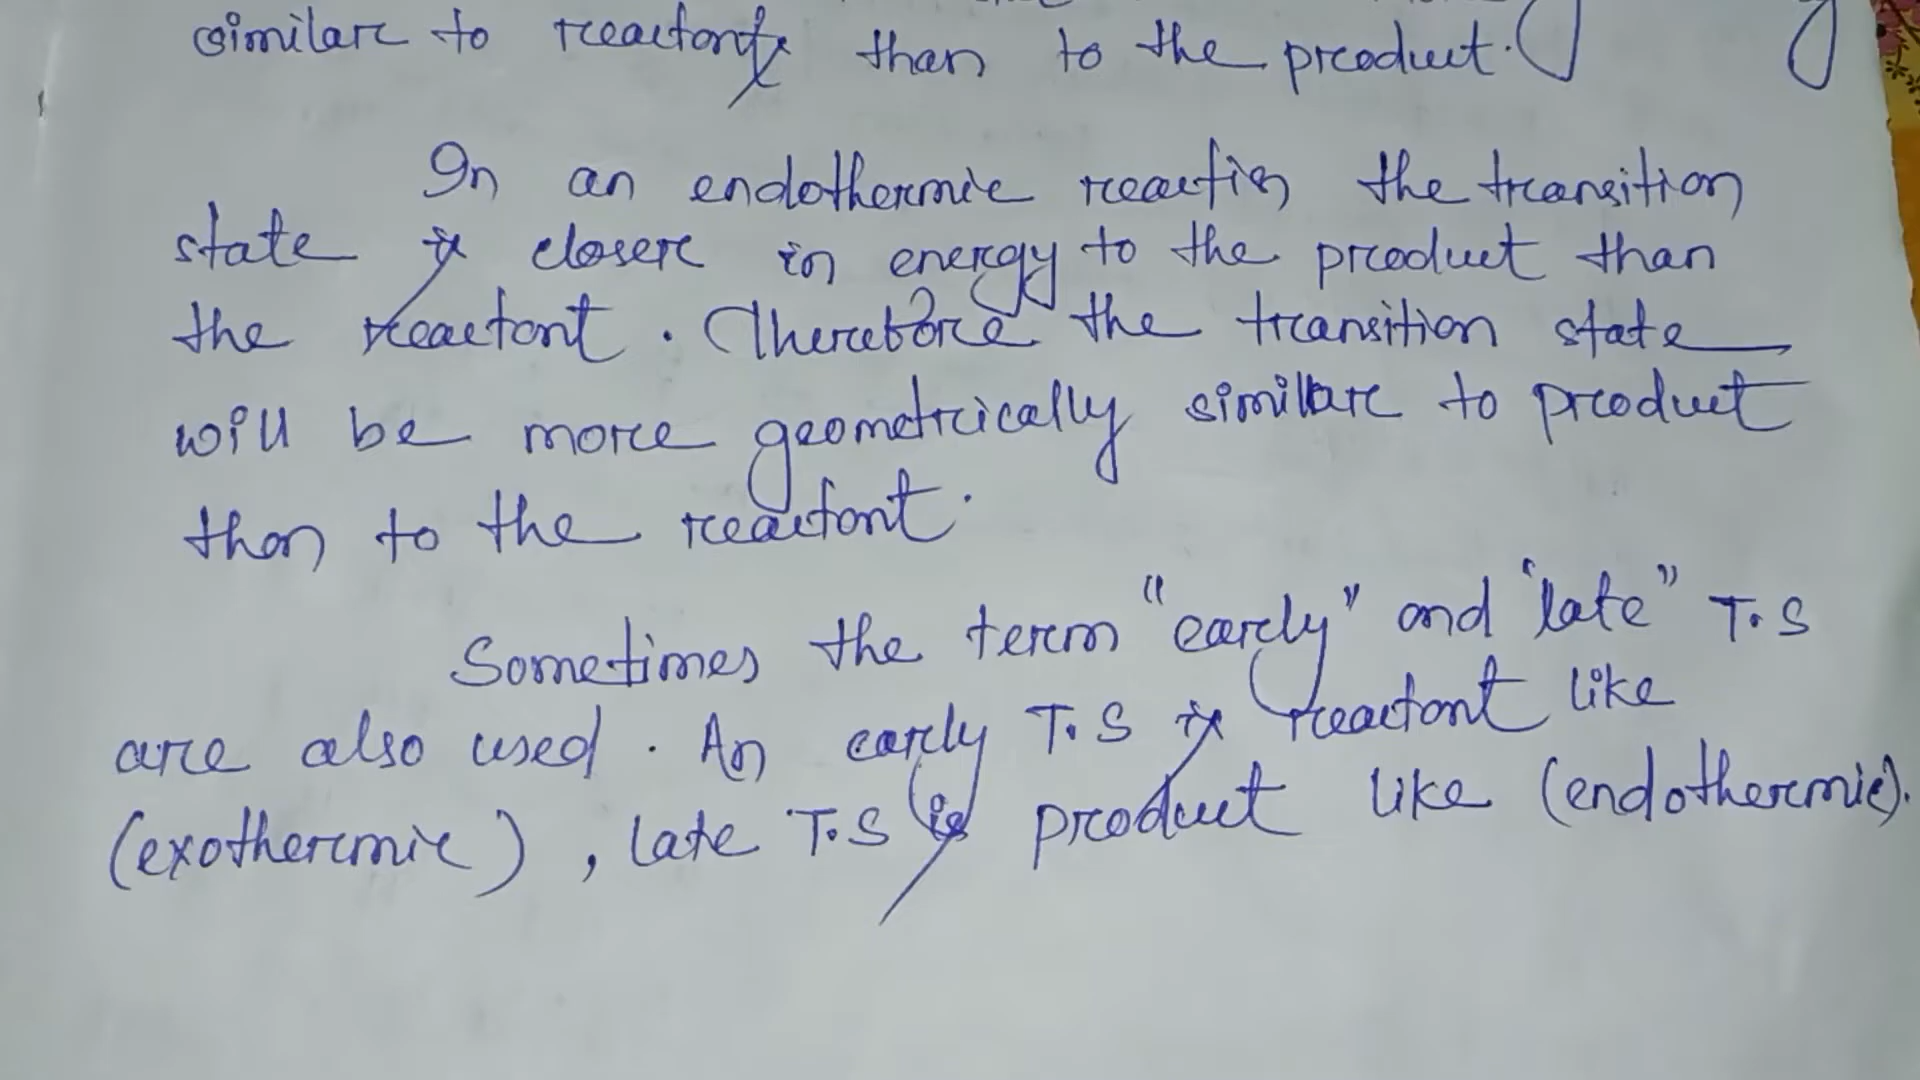 similar to reactants than to the product.
In an endothermic reaction the transition
state is closer in energy to the product than
the reactant. Therefore the transition state
will be more geometrically similar to product
than to the reactant.
Sometimes the term "early" and "late" T.S
are also used. An early T.S is reactant like
(exothermic), late T.S is product like (endothermic).